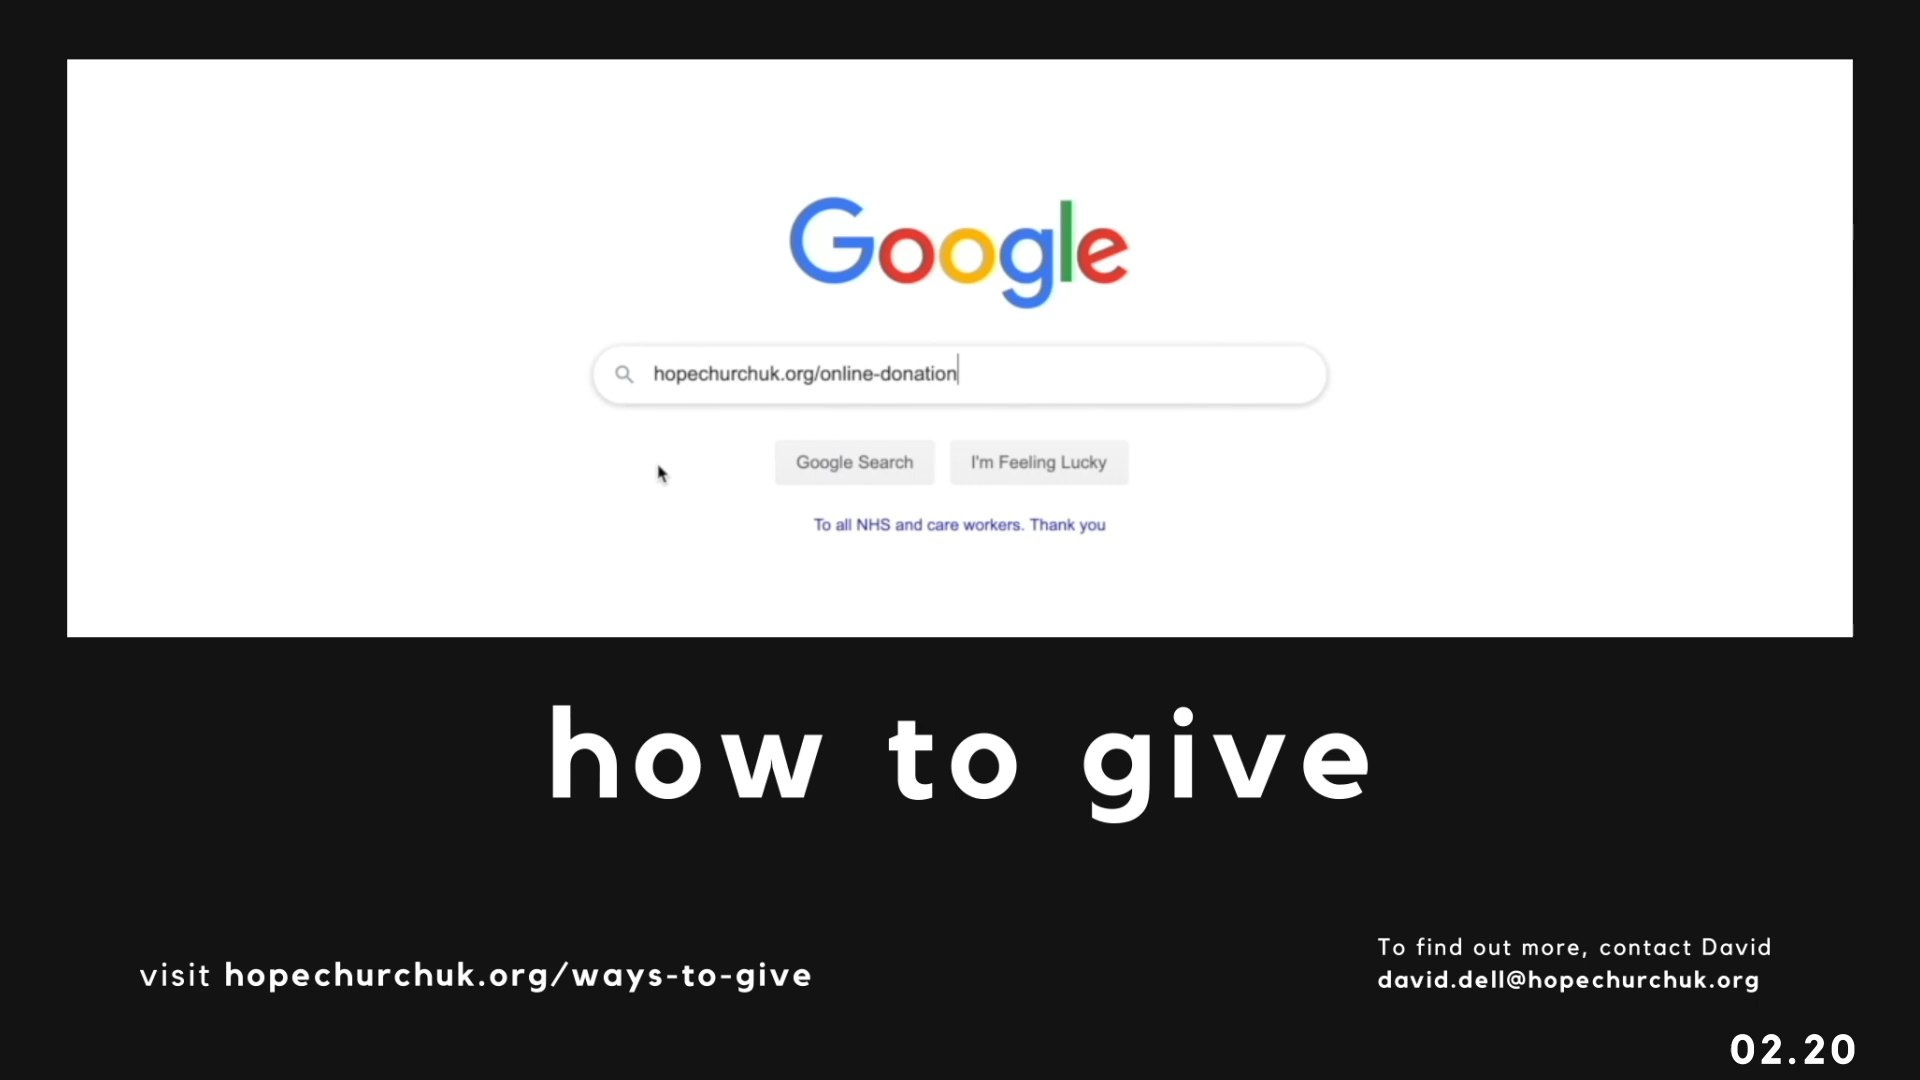 Google
hopechurchuk.org/online-donation
Google Search
I'm Feeling Lucky
To all NHS and care workers. Thank you
how to give
visit hopechurchuk.org/ways-to-give
To find out more, contact David
david.dell@hopechurchuk.org
02.20